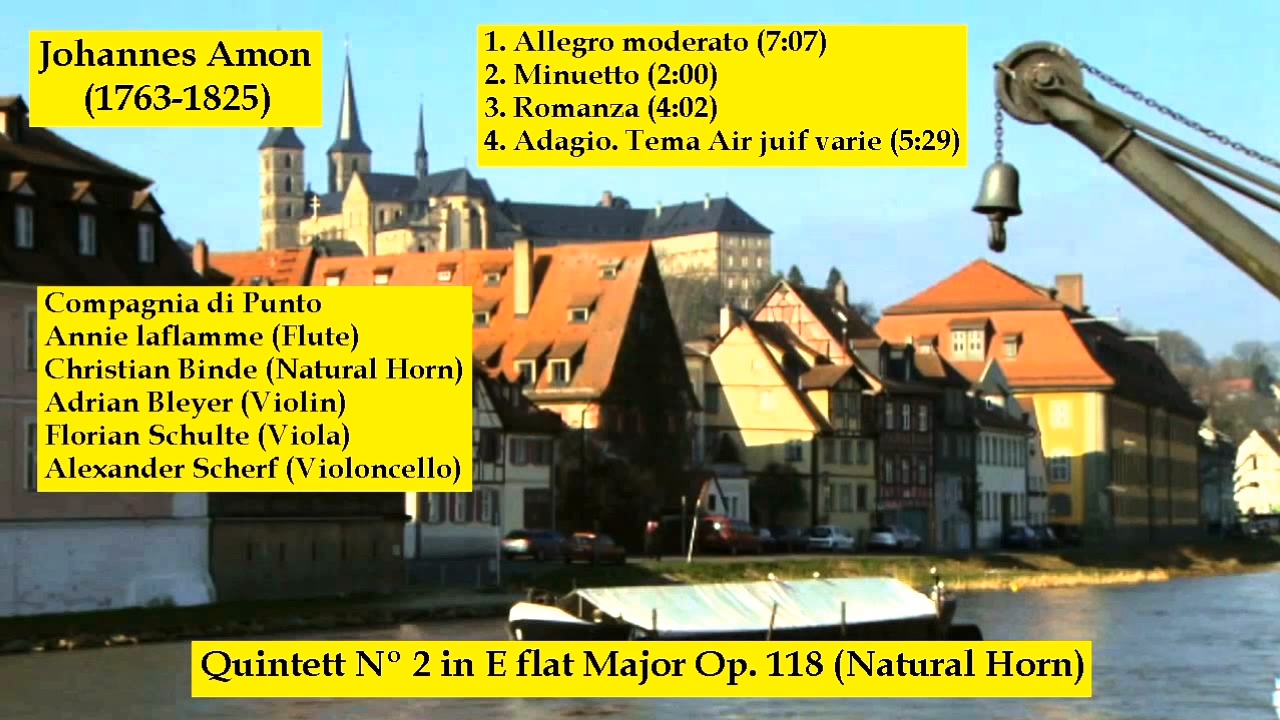 Johannes Amon
(1763-1825)
1. Allegro moderato (7:07)
2. Minuetto (2:00)
3. Romanza (4:02)
4. Adagio. Tema Air juif varie (5:29)
Compagnia di Punto
Annie laflamme (Flute)
Christian Binde (Natural Horn)
Adrian Bleyer (Violin)
Florian Schulte (Viola)
Alexander Scherf (Violoncello)
Quintett Nº 2 in E flat Major Op. 118 (Natural Horn)